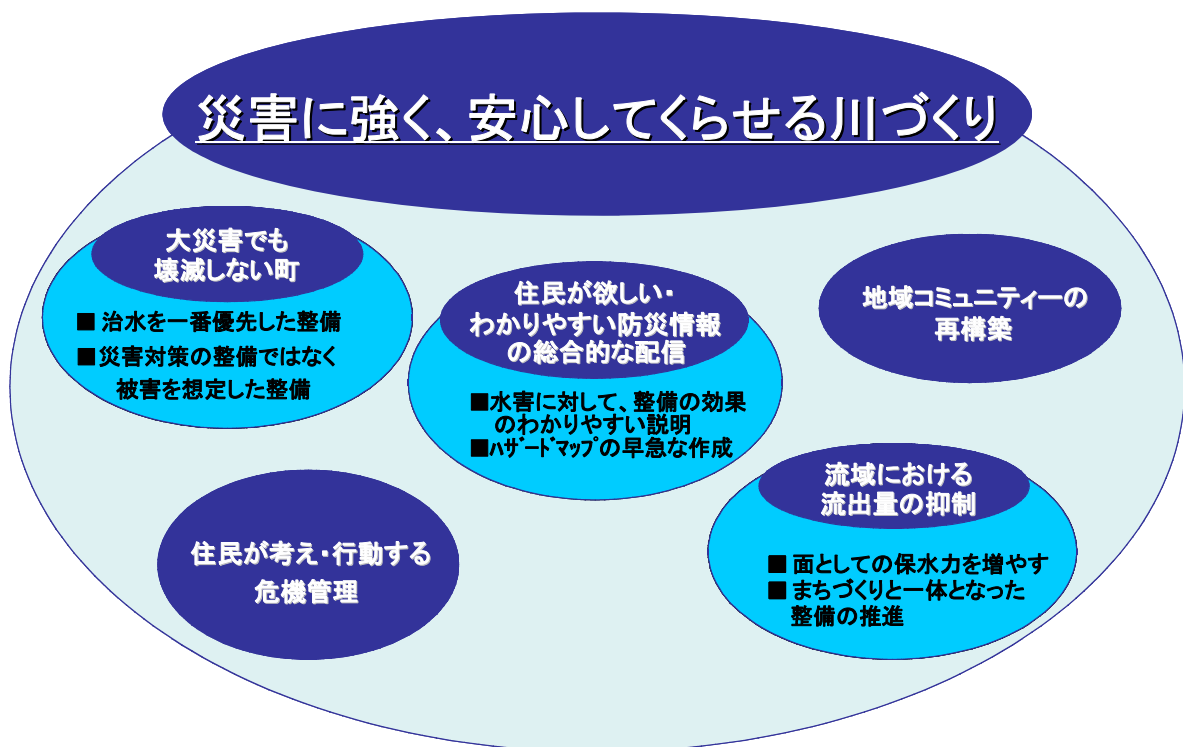 災害に強く、安心してくらせる川づくり
大災害でも
壊滅しない町
■ 治水を一番優先した整備
■災害対策の整備ではなく
被害を想定した整備
住民が欲しい・
わかりやすい防災情報
の総合的な配信
■水害に対して、整備の効果
のわかりやすい説明
■ﾊｻﾞｰﾄﾞﾏｯﾌﾟの早急な作成
地域コミュニティーの
再構築
住民が考え・行動する
危機管理
流域における
流出量の抑制
■ 面としての保水力を増やす
■ まちづくりと一体となった
整備の推進